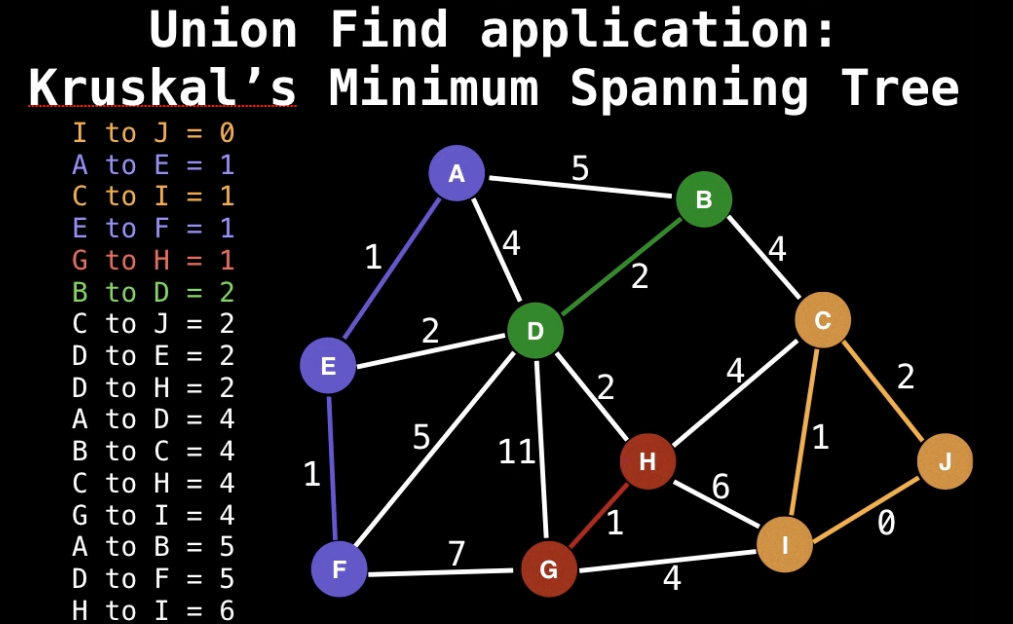 Union Find application:
Kruskal’s Minimum Spanning Tree
I to J = 0
A to E = 1
C to I = 1
E to F = 1
G to H = 1
B to D = 2
C to J = 2
D to E = 2
D to H = 2
A to D = 4
B to C = 4
C to H = 4
G to I = 4
A to B = 5
D to F = 5
H to I = 6
A
5
B
4
4
1
2
C
2
D
E
2
4
2
5
11
1
H
J
1
6
1
0
7
I
F
G
4